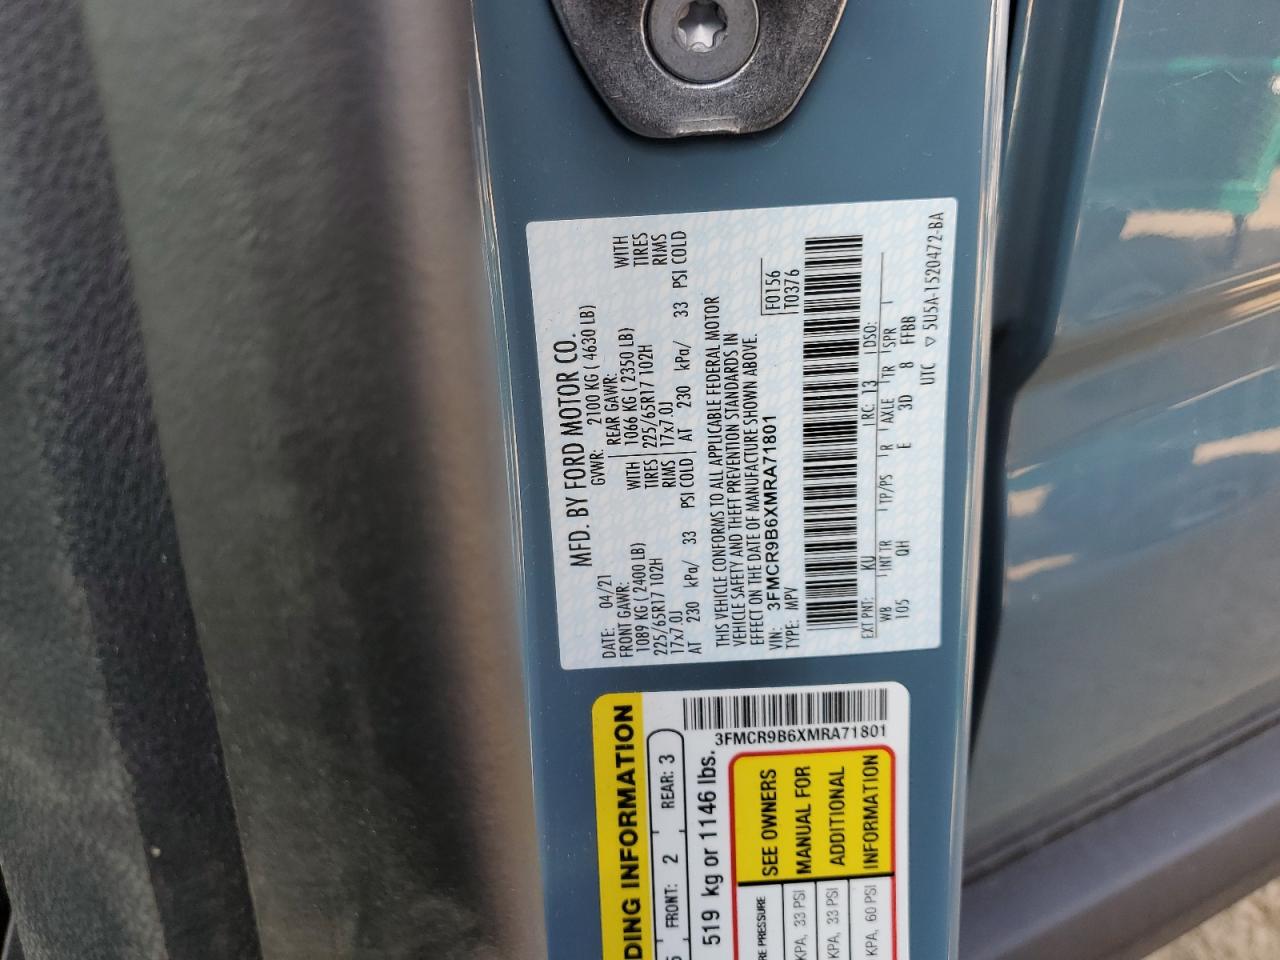 MFD. BY FORD MOTOR CO.
DATE: 04/21 GVWR: 2100 KG ( 4630 LB)
FRONT GAWR: REAR GAWR:
1089 KG ( 2400 LB) WITH 1066 KG ( 2350 LB) WITH
225/65R17 102H TIRES 225/65R17 102H TIRES
17x7.0J RIMS 17x7.0J RIMS
AT 230 kPa/ 33 PSI COLD AT 230 kPa/ 33 PSI COLD
THIS VEHICLE CONFORMS TO ALL APPLICABLE FEDERAL MOTOR
VEHICLE SAFETY AND THEFT PREVENTION STANDARDS IN
EFFECT ON THE DATE OF MANUFACTURE SHOWN ABOVE.
VIN: 3FMCR9B6XMRA71801 F0156
TYPE: MPV T0376
EXT PNT: KU RC: 13 DSO:
WB INT TR TP/PS R AXLE TR SPR
105 QH E 3D 8 FFBB
UTC ▽ 5U5A-1520472-BA
DING INFORMATION
FRONT: 2 REAR: 3
519 kg or 1146 lbs.
3FMCR9B6XMRA71801
RE PRESSURE SEE OWNERS
KPA, 33 PSI MANUAL FOR
KPA, 33 PSI ADDITIONAL
KPA, 60 PSI INFORMATION